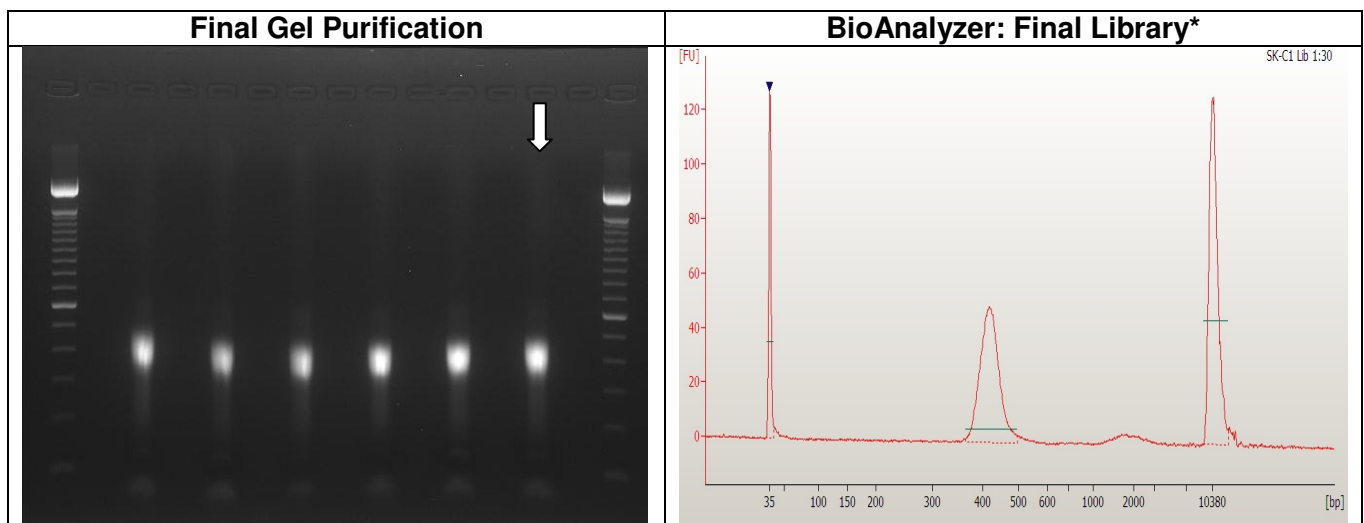 Final Gel Purification
BioAnalyzer: Final Library*
[FU]
SK-C1 Lib 1:30
120
100
80
60
40
20
0
35 100 150 200 300 400 500 600 1000 2000 10380 [bp]